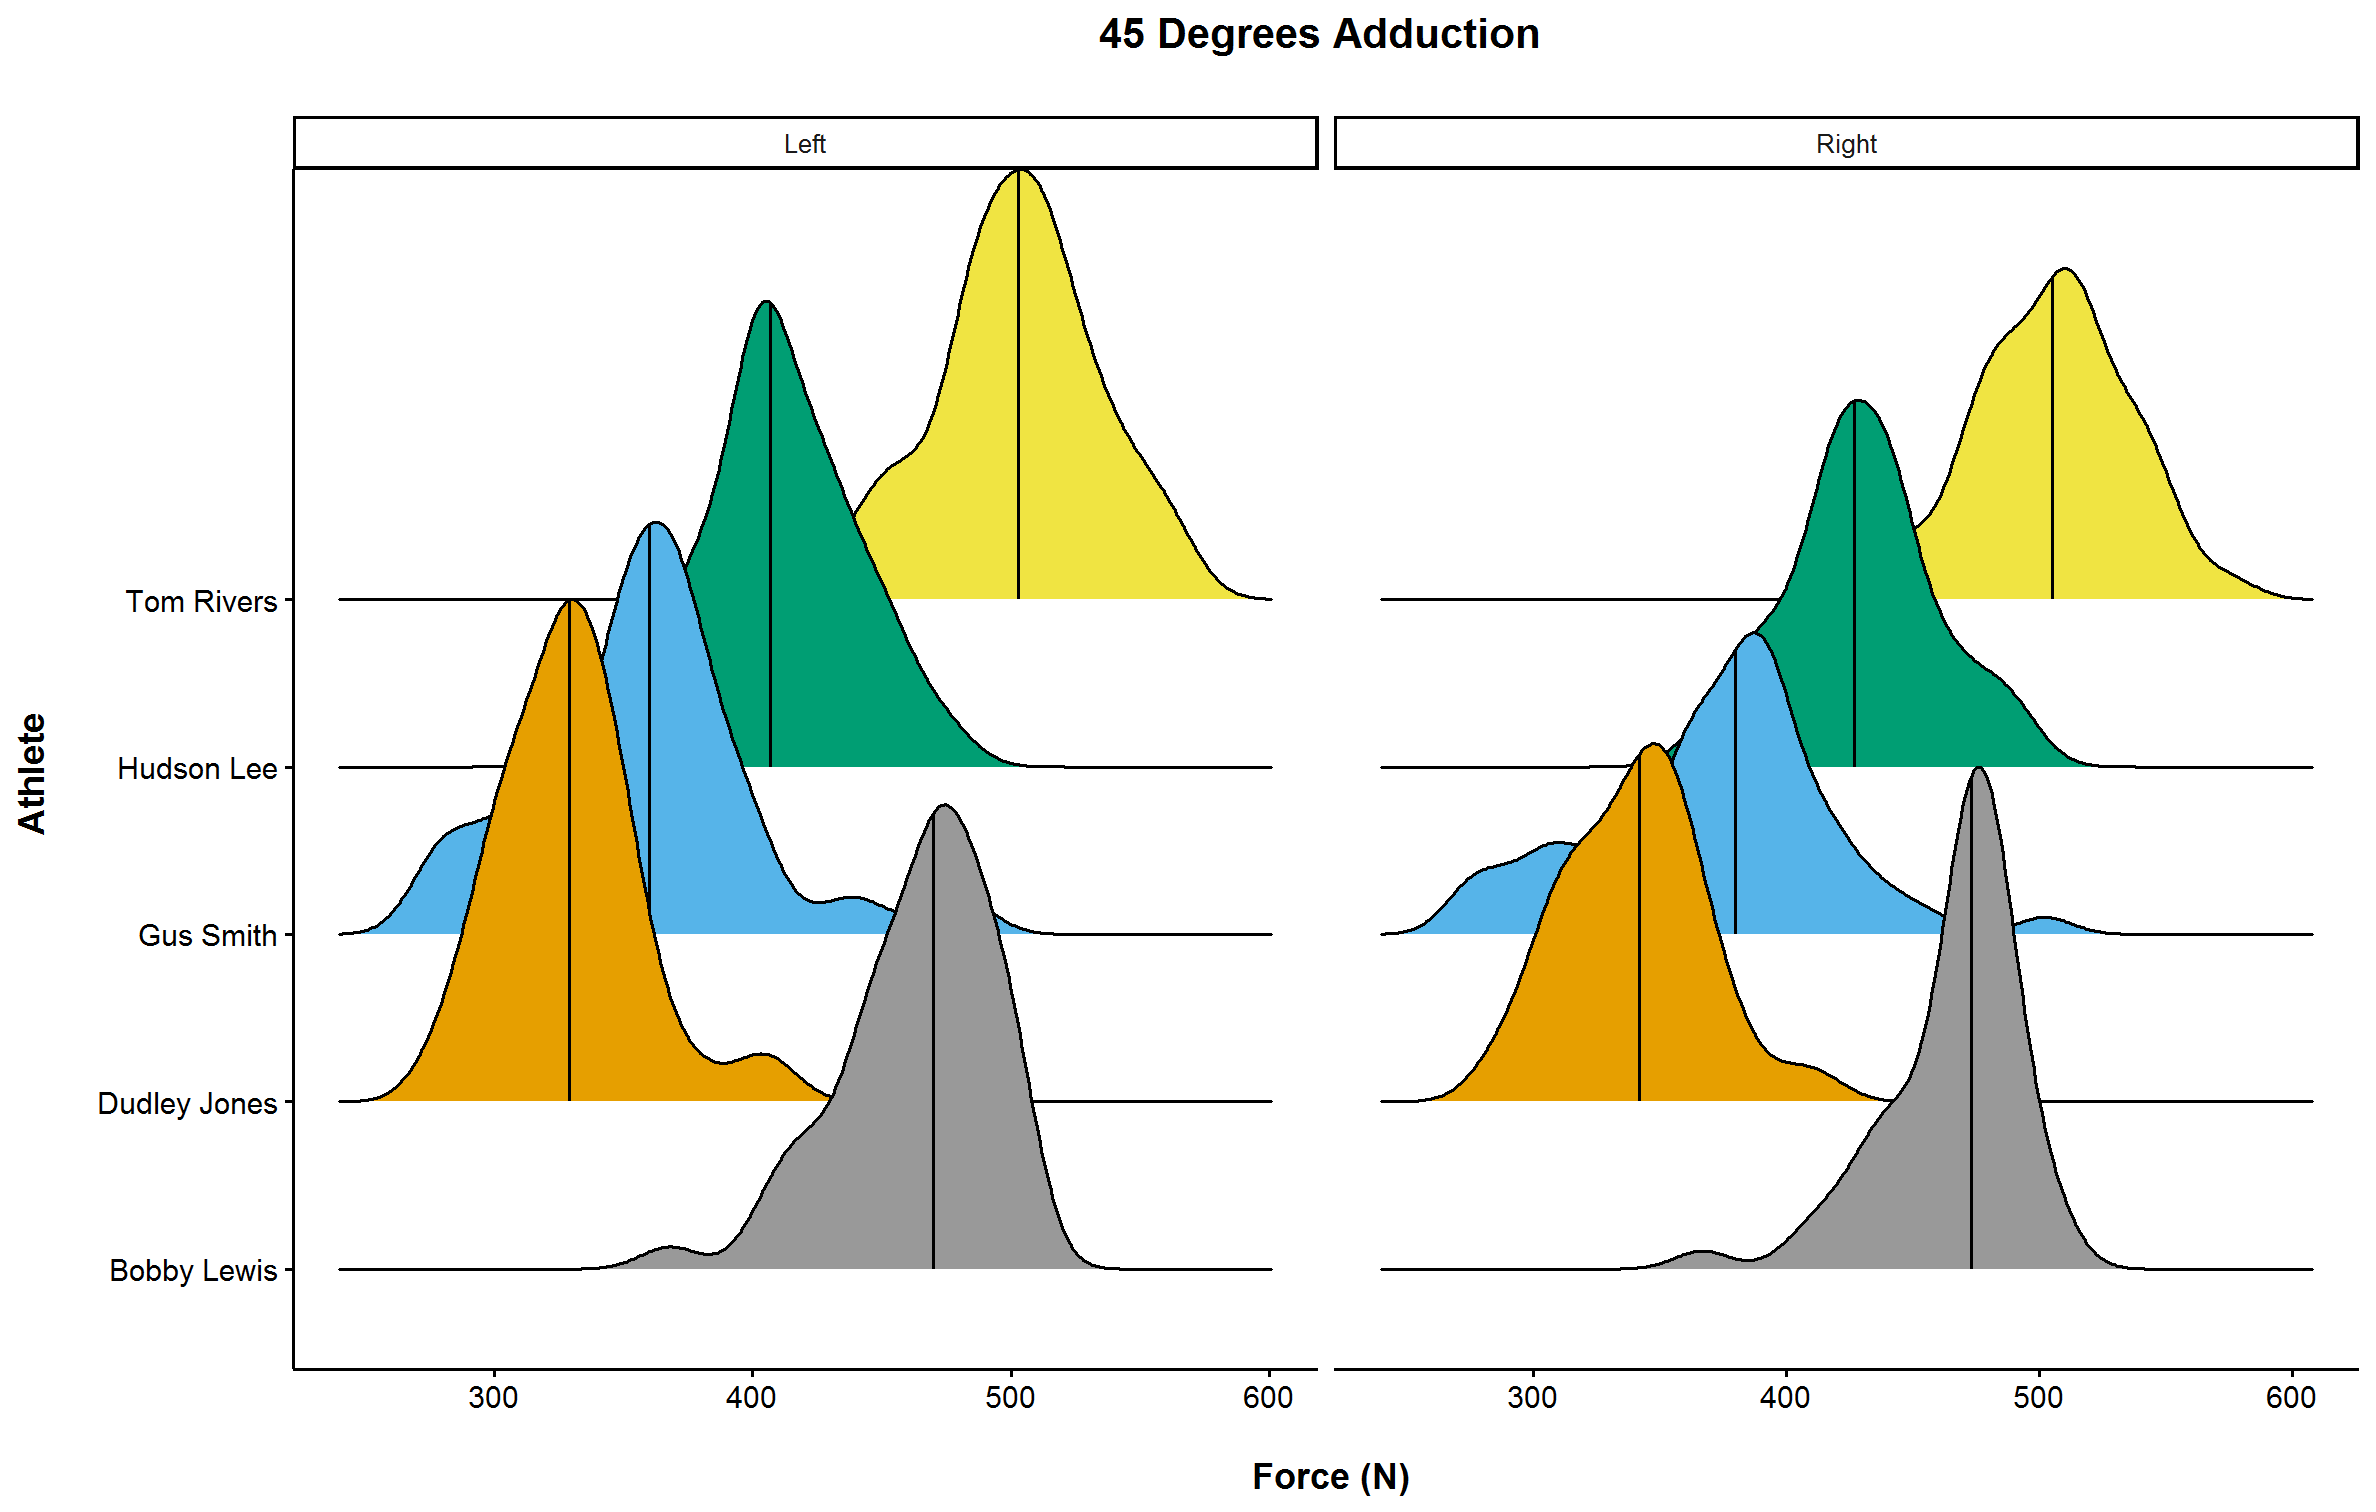 45 Degrees Adduction
Left
Right
Tom Rivers
Hudson Lee
Gus Smith
Dudley Jones
Bobby Lewis
Athlete
300 400 500 600
300 400 500 600
Force (N)